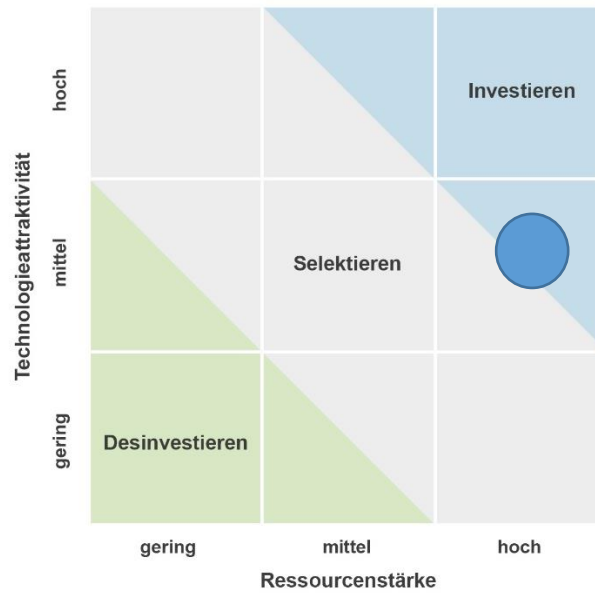 Technologieattraktivität
hoch
mittel
gering
Investieren
Selektieren
Desinvestieren
gering
mittel
hoch
Ressourcenstärke